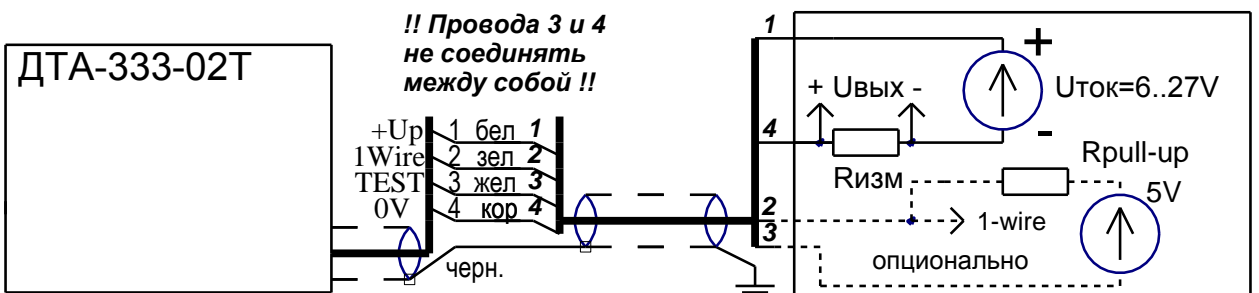 ДТА-333-02Т
!! Провода 3 и 4
не соединять
между собой !!
+Up 1 бел 1
1Wire 2 зел 2
TEST 3 жел 3
0V 4 кор 4
черн.
1
4
2
3
+ Uвых -
Rизм
+
Uток=6..27V
-
Rpull-up
5V
1-wire
опционально